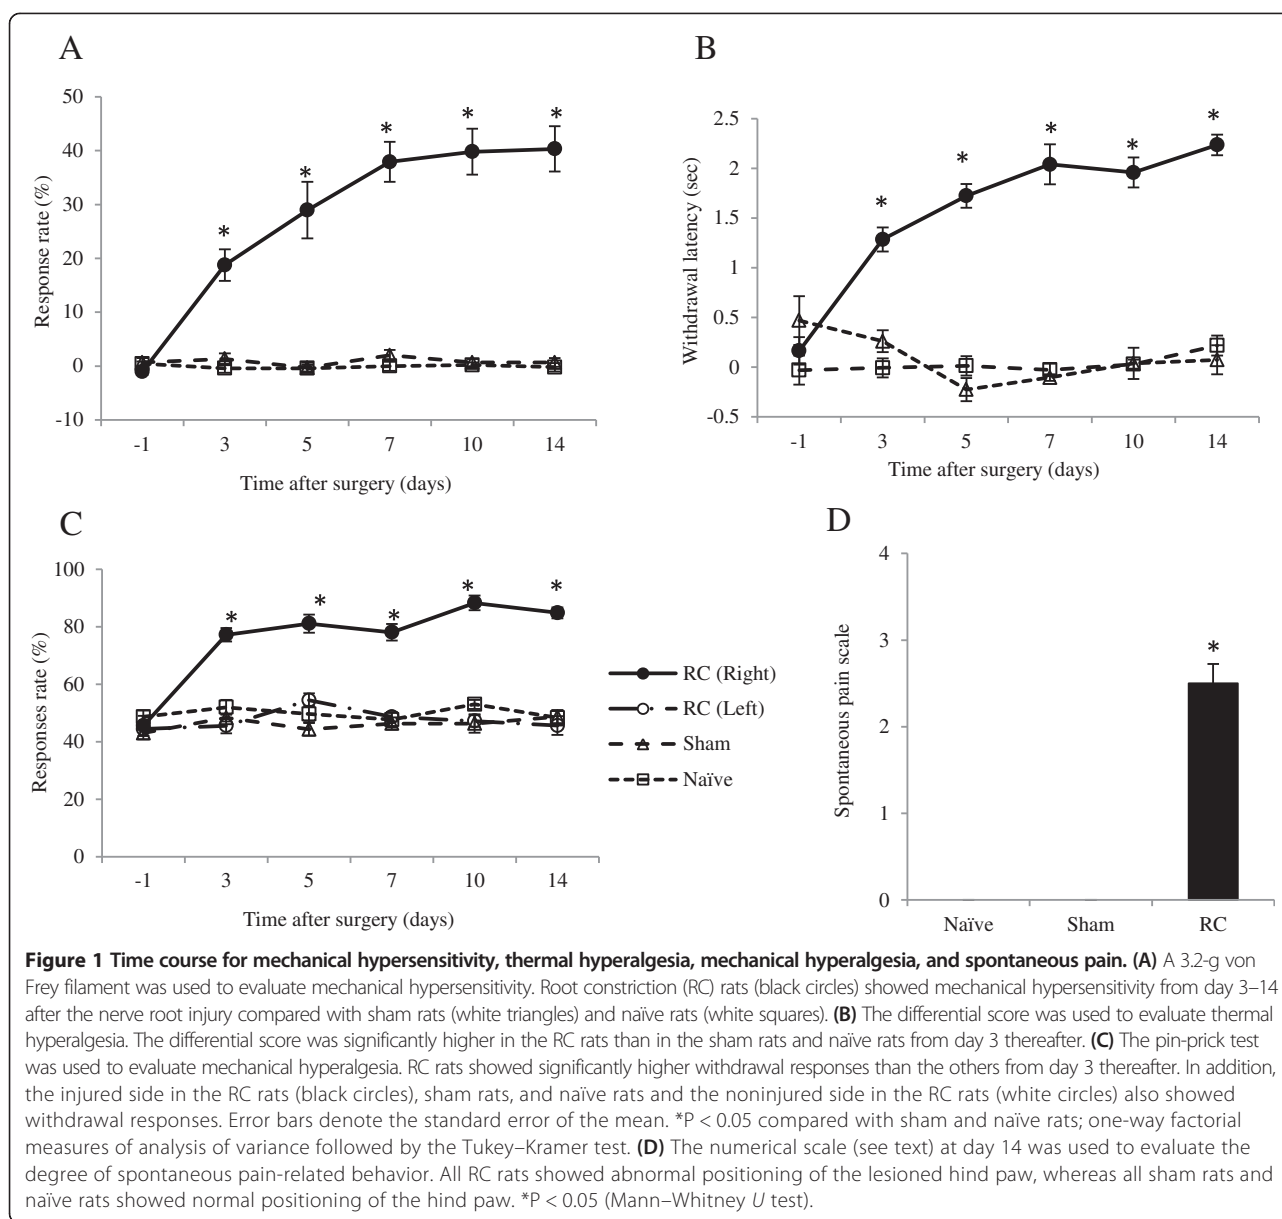 A
50
40
30
20
10
0
-10
Response rate (%)
* * * * *
-1 3 5 7 10 14
Time after surgery (days)
B
2.5
2
1.5
1
0.5
0
-0.5
Withdrawal latency (sec)
* * * * *
-1 3 5 7 10 14
Time after surgery (days)
C
100
80
60
40
20
0
Responses rate (%)
* * * * *
-1 3 5 7 10 14
Time after surgery (days)
RC (Right)
RC (Left)
Sham
Naïve
D
4
3
2
1
0
Spontaneous pain scale
*
Naïve Sham RC
Figure 1 Time course for mechanical hypersensitivity, thermal hyperalgesia, mechanical hyperalgesia, and spontaneous pain. (A) A 3.2-g von
Frey filament was used to evaluate mechanical hypersensitivity. Root constriction (RC) rats (black circles) showed mechanical hypersensitivity from day 3–14
after the nerve root injury compared with sham rats (white triangles) and naïve rats (white squares). (B) The differential score was used to evaluate thermal
hyperalgesia. The differential score was significantly higher in the RC rats than in the sham rats and naïve rats from day 3 thereafter. (C) The pin-prick test
was used to evaluate mechanical hyperalgesia. RC rats showed significantly higher withdrawal responses than the others from day 3 thereafter. In addition,
the injured side in the RC rats (black circles), sham rats, and naïve rats and the noninjured side in the RC rats (white circles) also showed
withdrawal responses. Error bars denote the standard error of the mean. *P < 0.05 compared with sham and naïve rats; one-way factorial
measures of analysis of variance followed by the Tukey–Kramer test. (D) The numerical scale (see text) at day 14 was used to evaluate the
degree of spontaneous pain-related behavior. All RC rats showed abnormal positioning of the lesioned hind paw, whereas all sham rats and
naïve rats showed normal positioning of the hind paw. *P < 0.05 (Mann–Whitney U test).